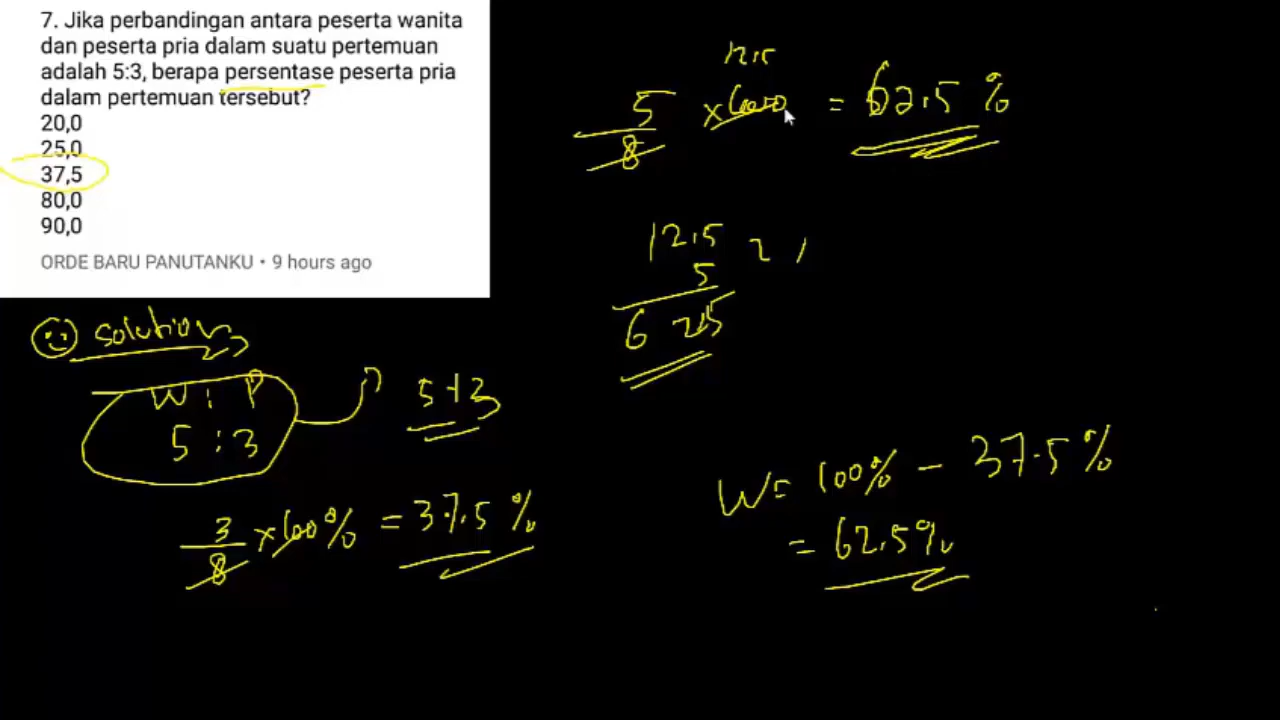 7. Jika perbandingan antara peserta wanita
dan peserta pria dalam suatu pertemuan
adalah 5:3, berapa persentase peserta pria
dalam pertemuan tersebut?
20,0
25,0
37,5
80,0
90,0
ORDE BARU PANUTANKU • 9 hours ago
solution
W : P
5 : 3
5+3
3
8
×100% = 37.5%
12.5
5
8
×100 = 62.5%
12.5
5
62.5
W = 100% - 37.5%
= 62.5%